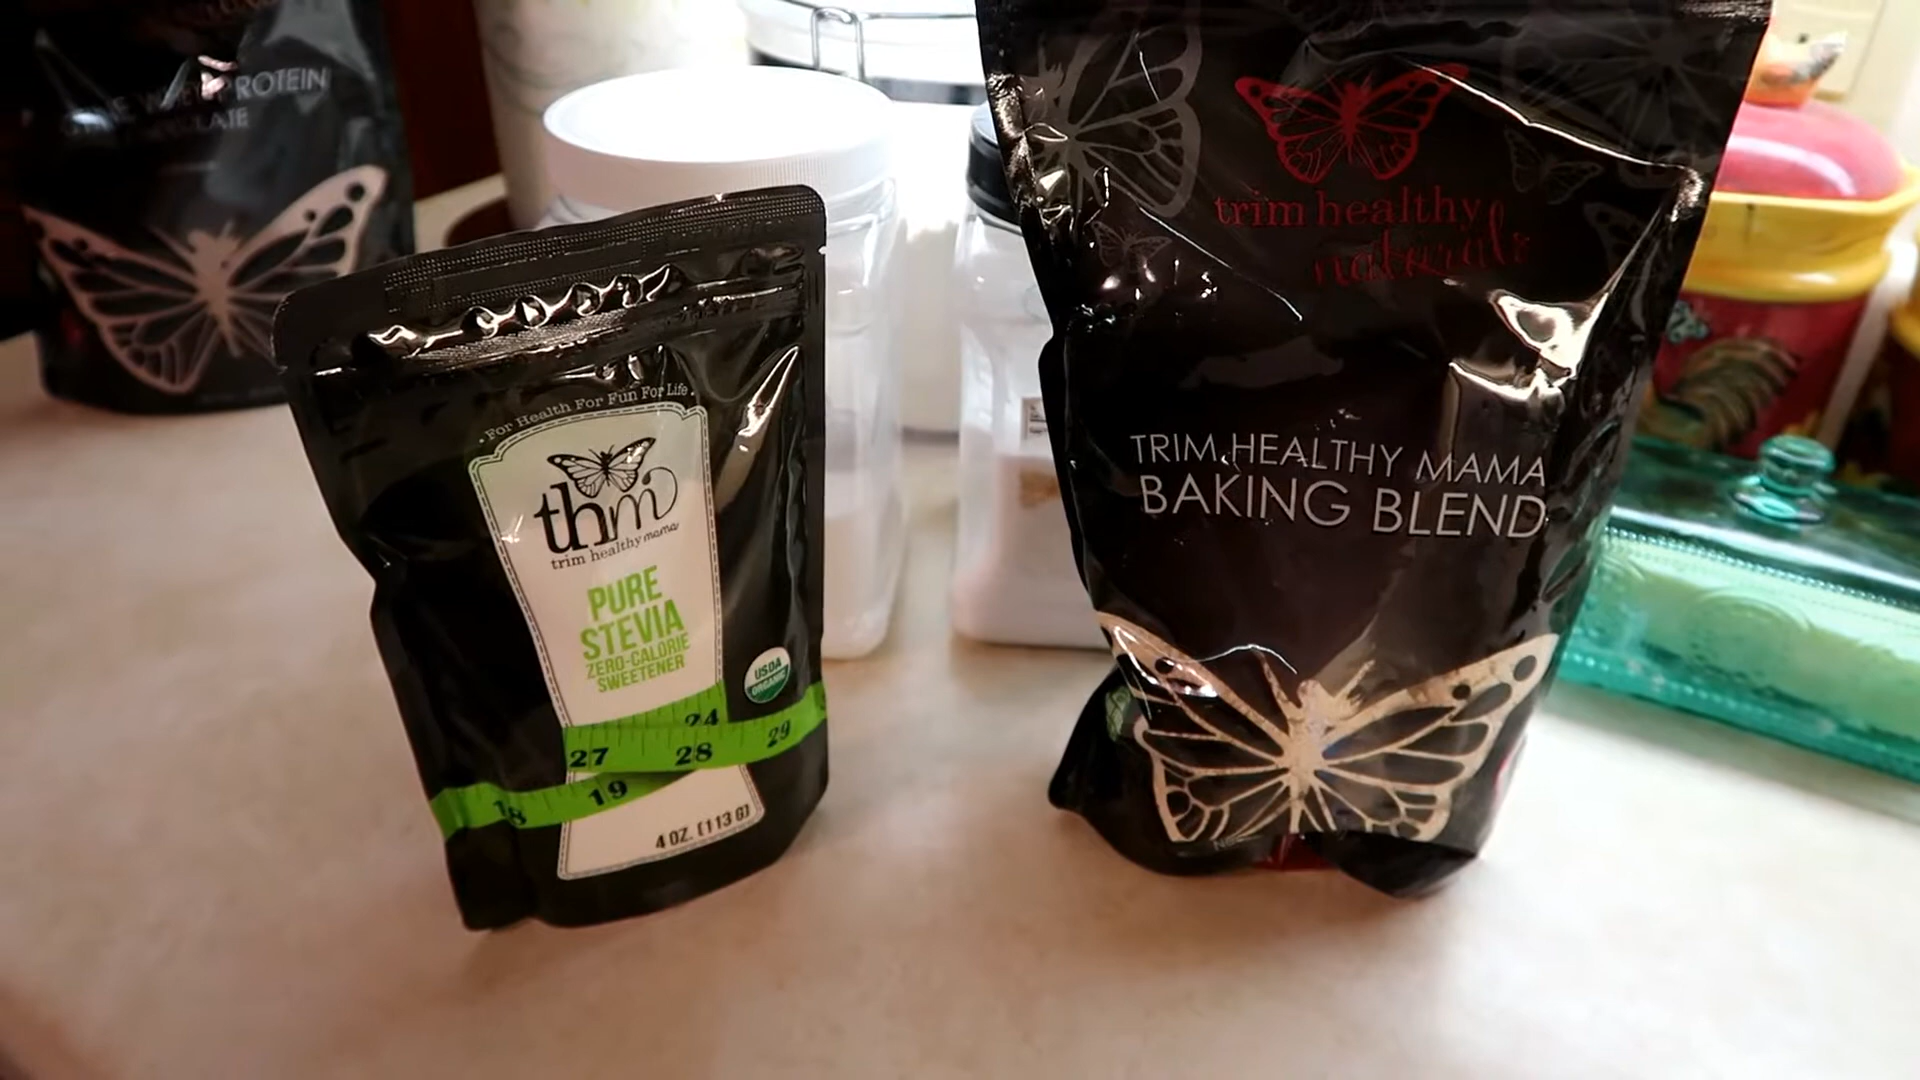 PROTEIN
· For Health For Fun For Life ·
thm
trim healthy mama
PURE
STEVIA
ZERO-CALORIE
SWEETENER
USDA
ORGANIC
24
27 28 29
18 19
4 OZ. (113 G)
trim healthy
naturals
TRIM HEALTHY MAMA
BAKING BLEND